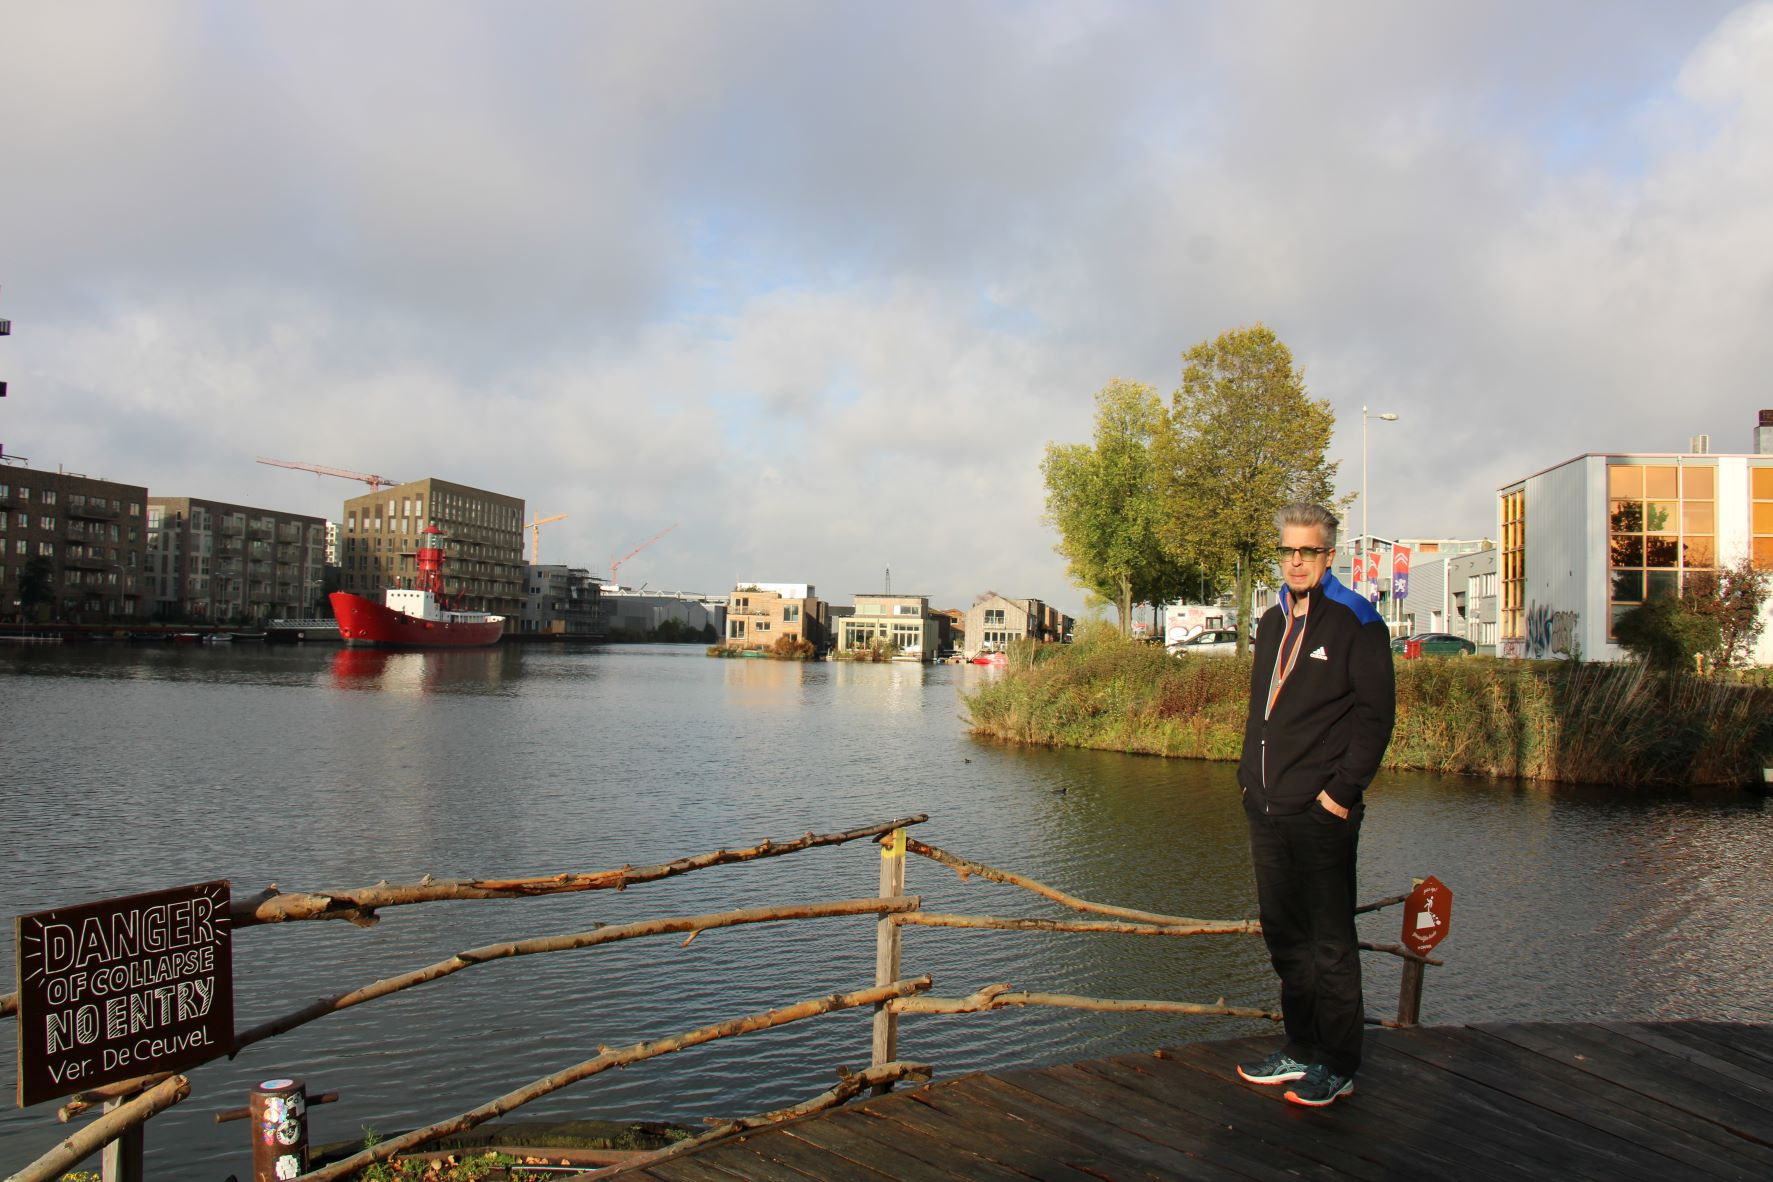 DANGER
OF COLLAPSE
NO ENTRY
Ver. De CeuveL